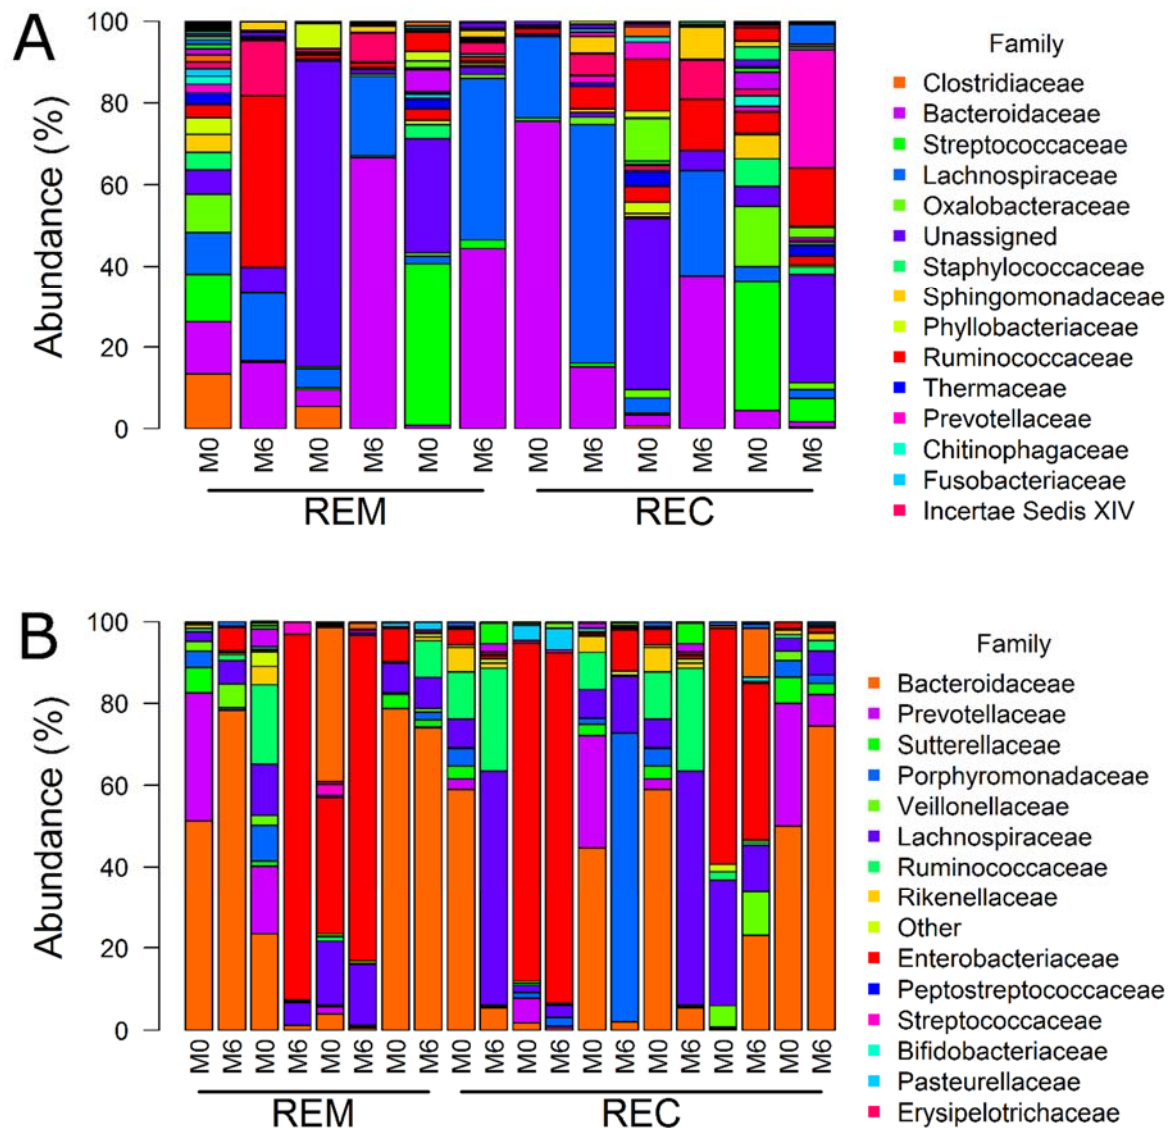 A
Abundance (%)
100
80
60
40
20
0
M0 M6 M0 M6 M0 M6 M0 M6 M0 M6 M0 M6
REM REC
Family
Clostridiaceae
Bacteroidaceae
Streptococcaceae
Lachnospiraceae
Oxalobacteraceae
Unassigned
Staphylococcaceae
Sphingomonadaceae
Phyllobacteriaceae
Ruminococcaceae
Thermaceae
Prevotellaceae
Chitinophagaceae
Fusobacteriaceae
Incertae Sedis XIV
B
Abundance (%)
100
80
60
40
20
0
M0 M6 M0 M6 M0 M6 M0 M6 M0 M6 M0 M6 M0 M6 M0 M6 M0 M6 M0 M6
REM REC
Family
Bacteroidaceae
Prevotellaceae
Sutterellaceae
Porphyromonadaceae
Veillonellaceae
Lachnospiraceae
Ruminococcaceae
Rikenellaceae
Other
Enterobacteriaceae
Peptostreptococcaceae
Streptococcaceae
Bifidobacteriaceae
Pasteurellaceae
Erysipelotrichaceae